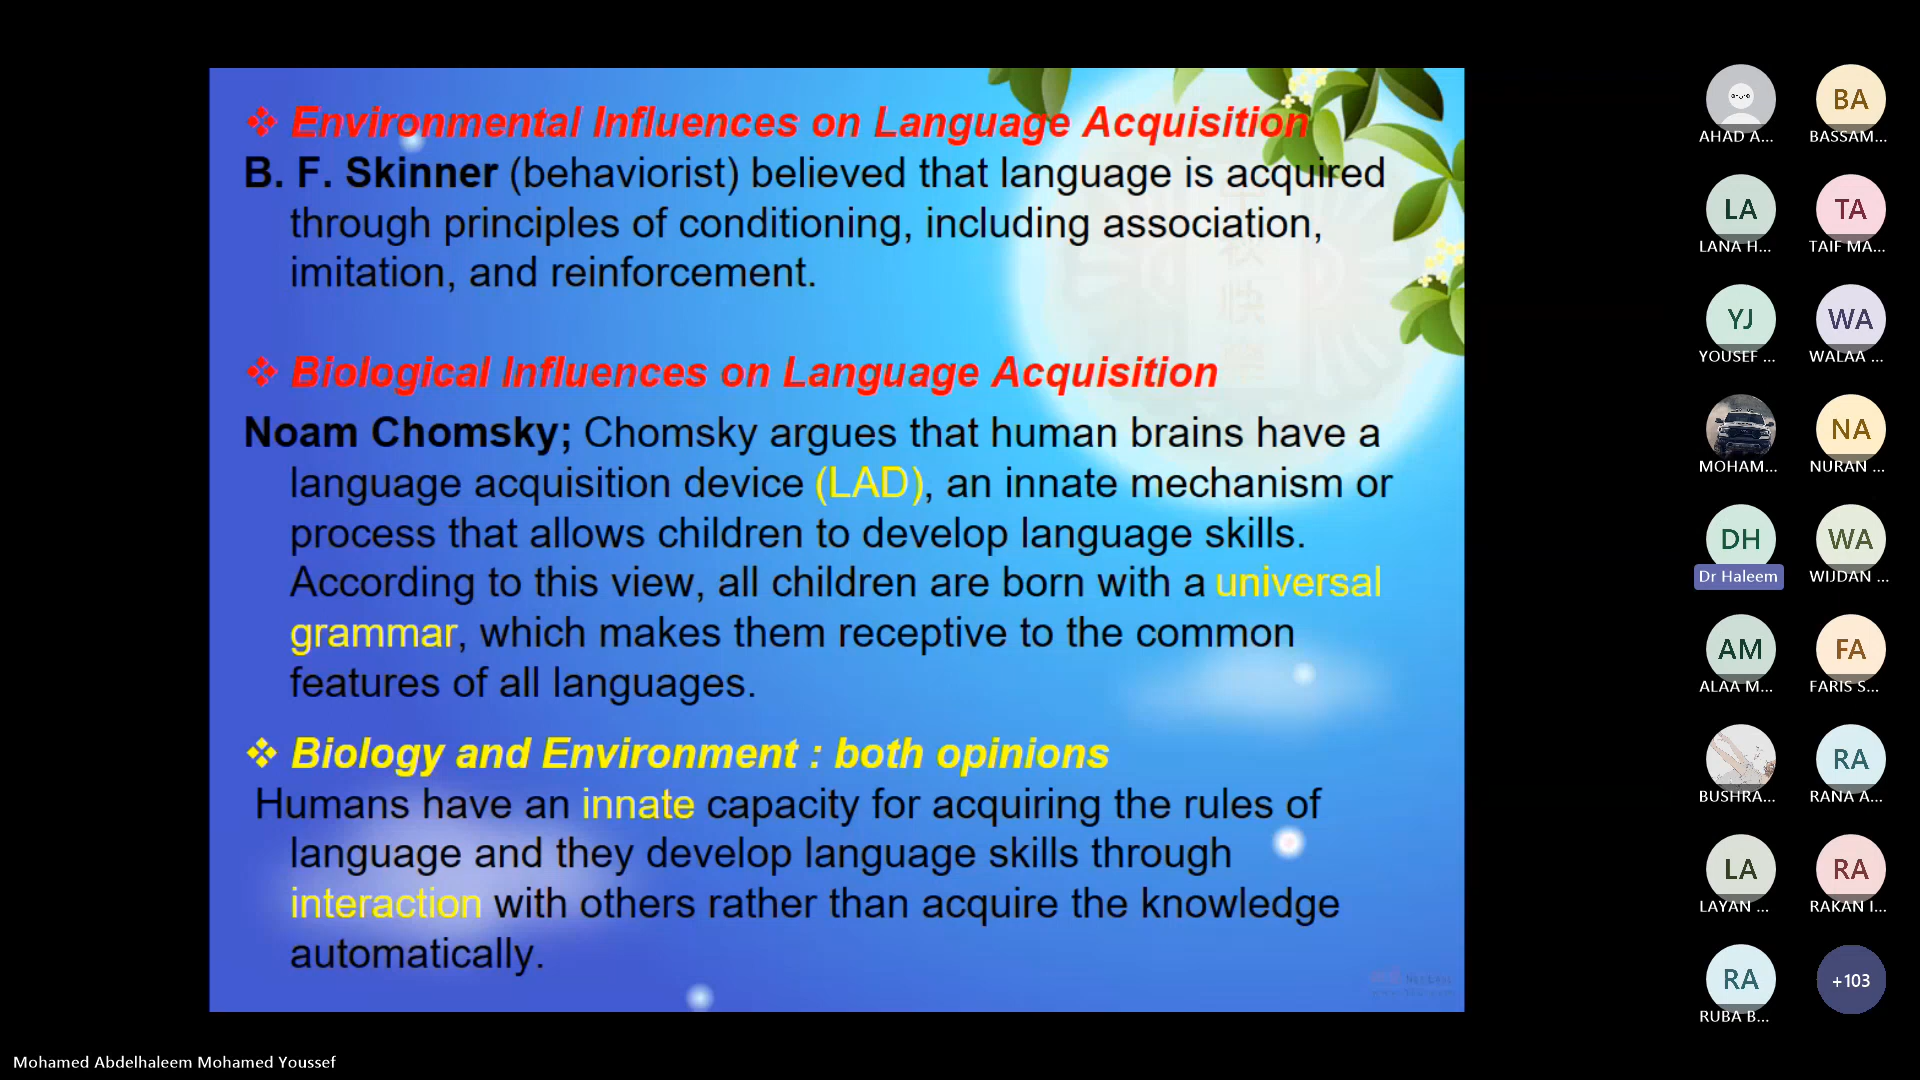 ❖ Environmental Influences on Language Acquisition
B. F. Skinner (behaviorist) believed that language is acquired
through principles of conditioning, including association,
imitation, and reinforcement.
❖ Biological Influences on Language Acquisition
Noam Chomsky; Chomsky argues that human brains have a
language acquisition device (LAD), an innate mechanism or
process that allows children to develop language skills.
According to this view, all children are born with a universal
grammar, which makes them receptive to the common
features of all languages.
❖ Biology and Environment : both opinions
Humans have an innate capacity for acquiring the rules of
language and they develop language skills through
interaction with others rather than acquire the knowledge
automatically.
AHAD A...
BA
BASSAM...
LA
LANA H...
TA
TAIF MA...
YJ
YOUSEF ...
WA
WALAA ...
MOHAM...
NA
NURAN ...
DH
Dr Haleem
WA
WIJDAN ...
AM
ALAA M...
FA
FARIS S...
BUSHRA...
RA
RANA A...
LA
LAYAN ...
RA
RAKAN I...
RA
RUBA B...
+103
Mohamed Abdelhaleem Mohamed Youssef